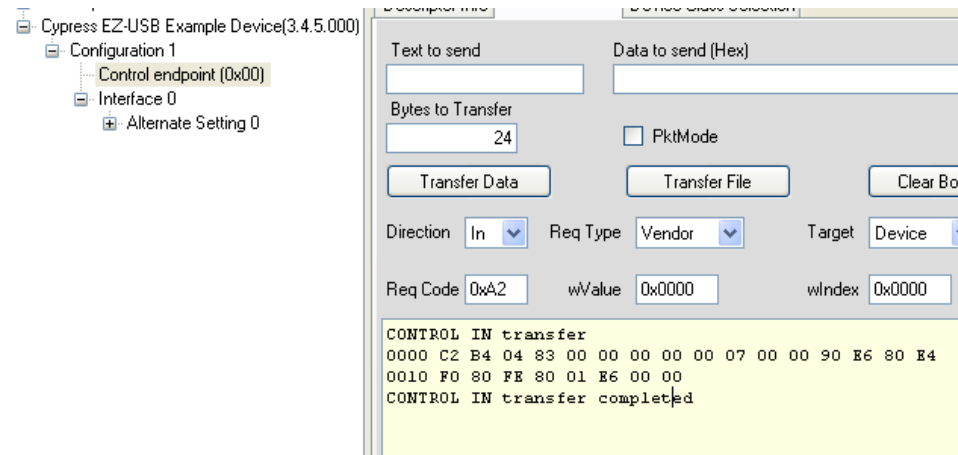 Cypress EZ-USB Example Device(3.4.5.000)
Configuration 1
Control endpoint (0x00)
Interface 0
Alternate Setting 0
Text to send
Data to send (Hex)
Bytes to Transfer
24
PktMode
Transfer Data
Transfer File
Clear Bo
Direction In Req Type Vendor Target Device
Req Code 0xA2 wValue 0x0000 wIndex 0x0000
CONTROL IN transfer
0000 C2 B4 04 83 00 00 00 00 00 07 00 00 90 E6 80 E4
0010 F0 80 FE 80 01 E6 00 00
CONTROL IN transfer completed